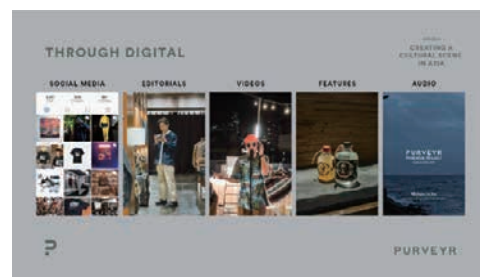 THROUGH DIGITAL
CREATING A
CULTURAL SCENE
IN ASIA
SOCIAL MEDIA
EDITORIALS
VIDEOS
FEATURES
AUDIO
PURVEYR
PURVEYR